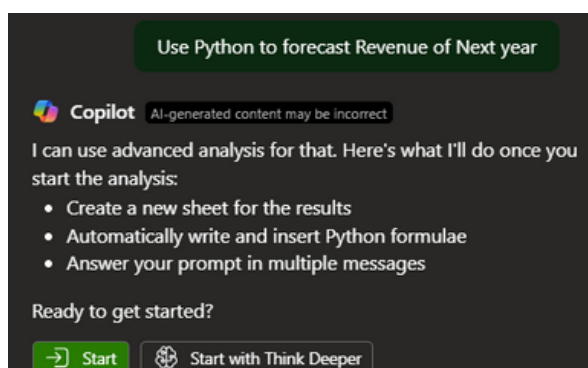 Use Python to forecast Revenue of Next year
Copilot AI-generated content may be incorrect
I can use advanced analysis for that. Here's what I'll do once you
start the analysis:
• Create a new sheet for the results
• Automatically write and insert Python formulae
• Answer your prompt in multiple messages
Ready to get started?
Start Start with Think Deeper